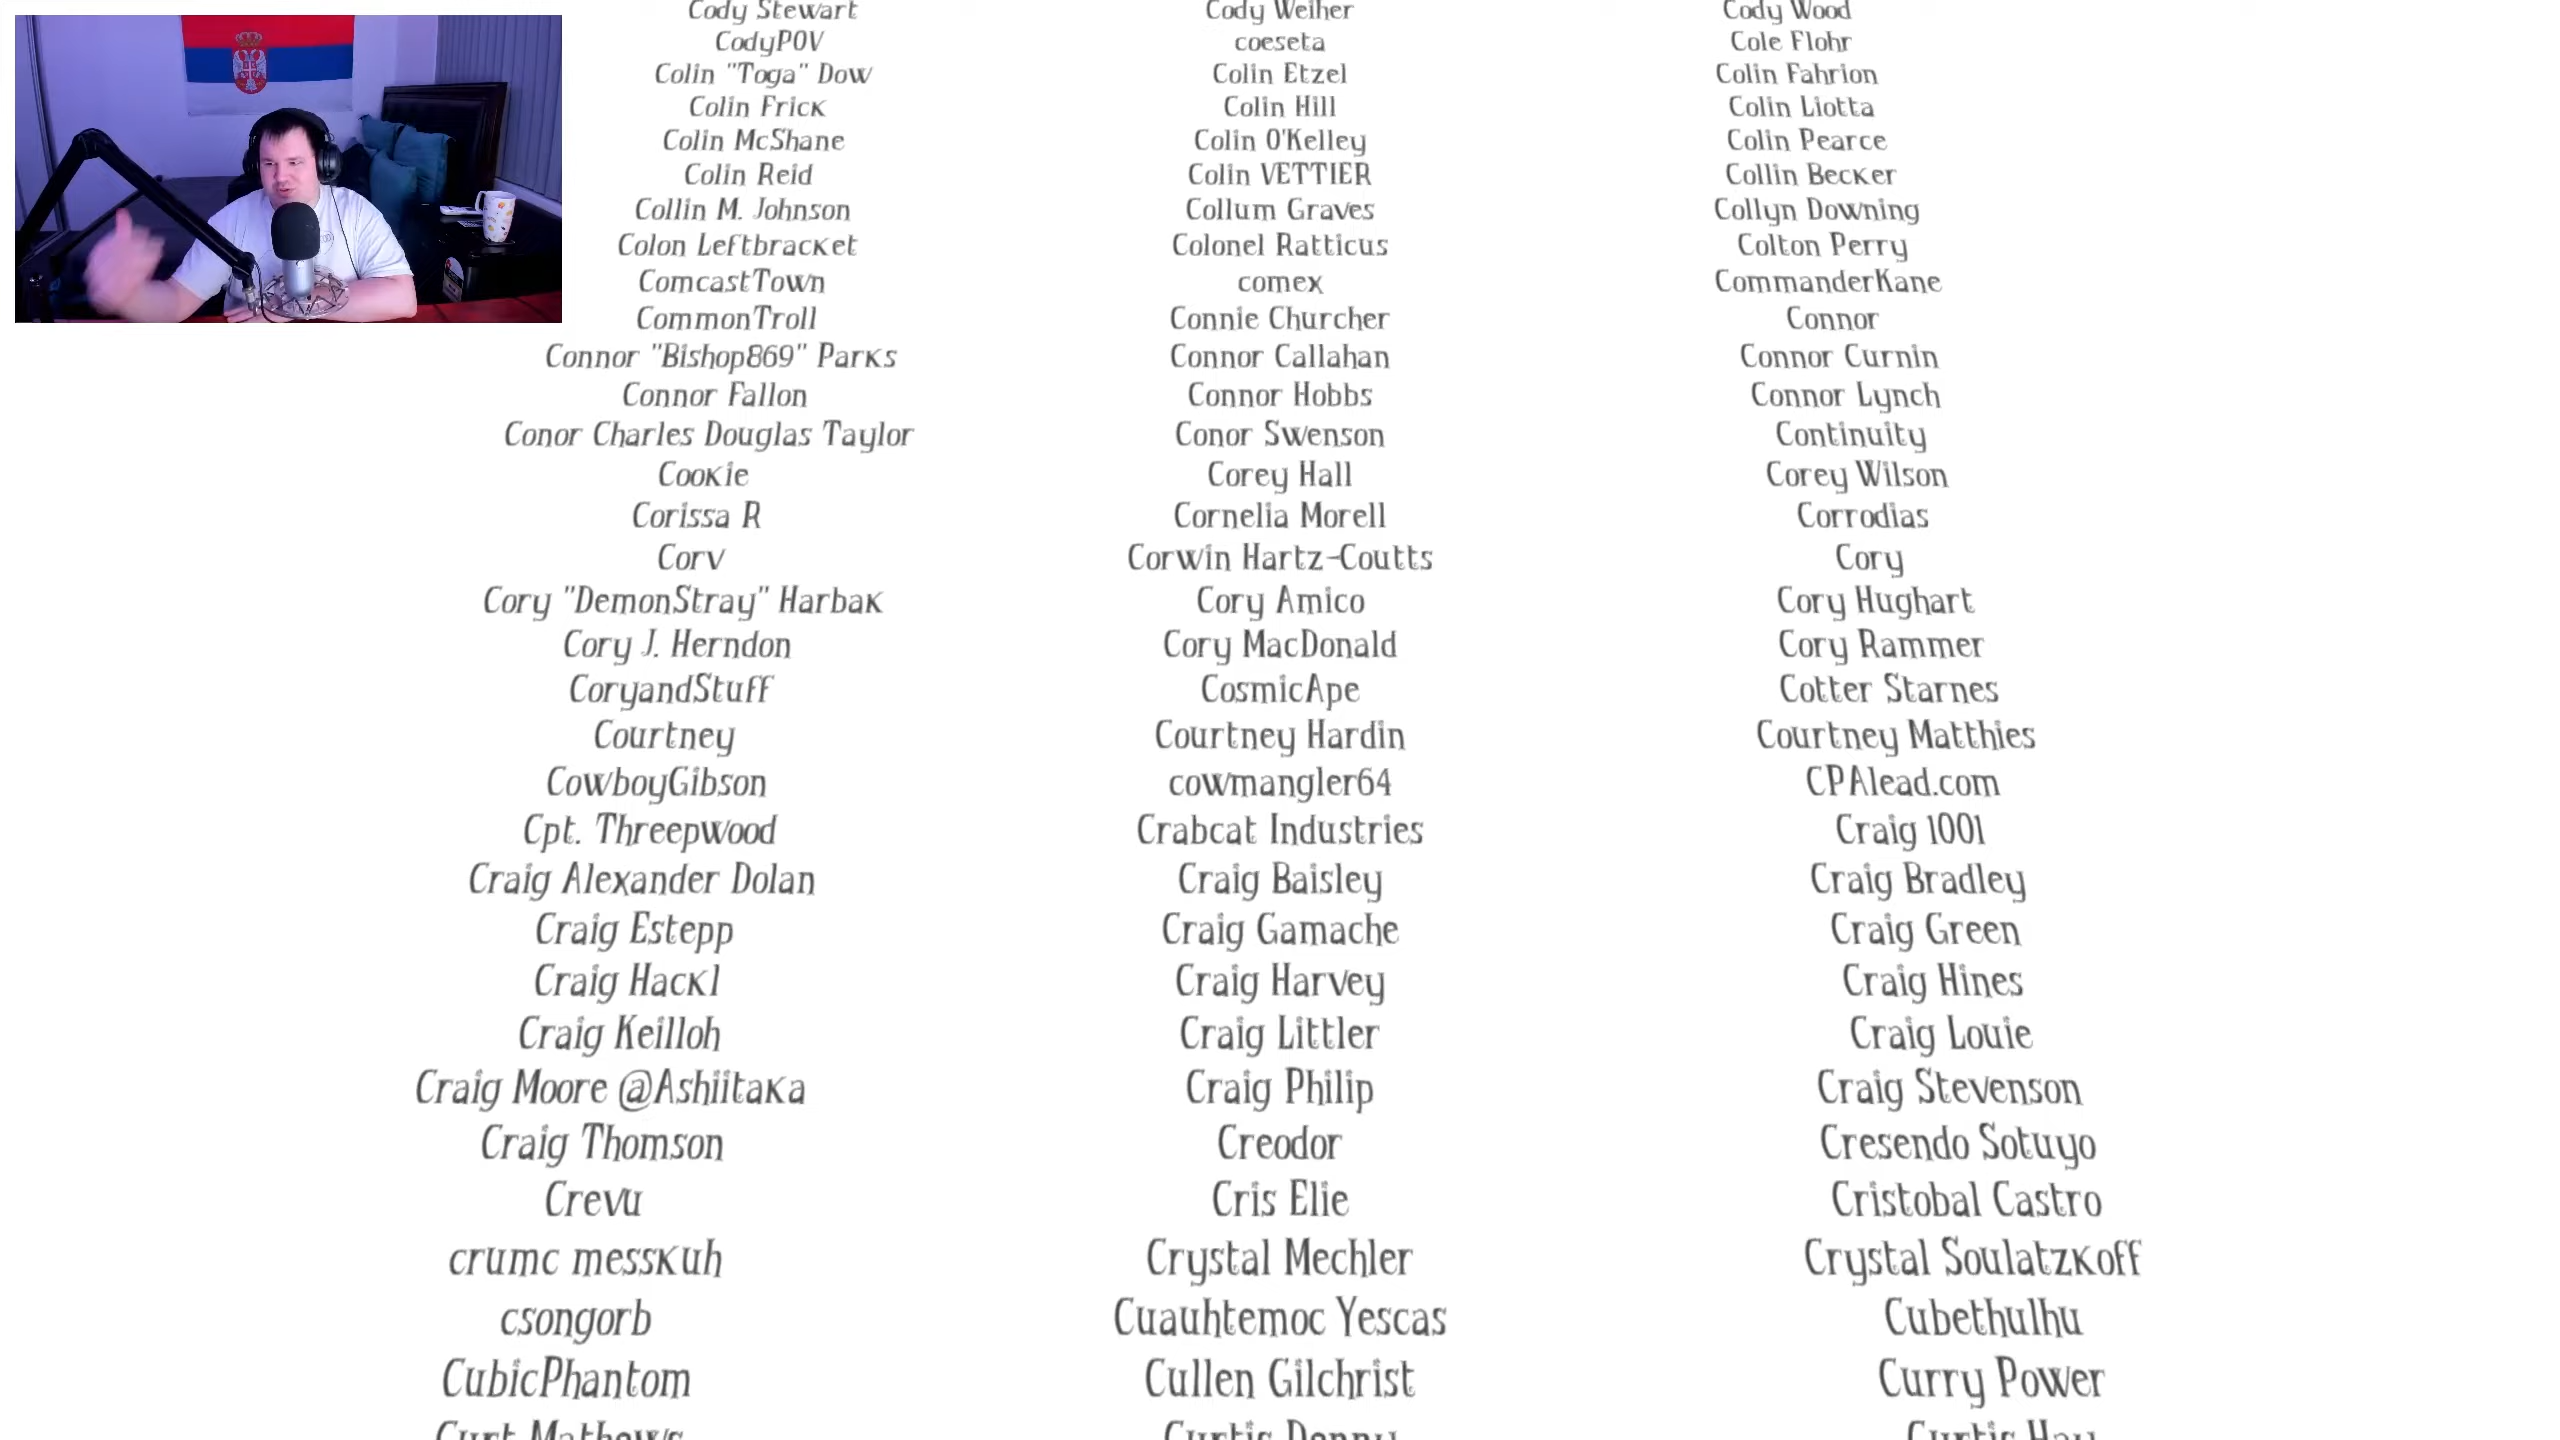 Cody Stewart Cody Weiher Cody Wood
CodyPOV coeseta Cole Flohr
Colin "Toga" Dow Colin Etzel Colin Fahrion
Colin Frick Colin Hill Colin Liotta
Colin McShane Colin O'Kelley Colin Pearce
Colin Reid Colin VETTIER Collin Becker
Collin M. Johnson Collum Graves Collyn Downing
Colon Leftbracket Colonel Ratticus Colton Perry
ComcastTown comex CommanderKane
CommonTroll Connie Churcher Connor
Connor "Bishop869" Parks Connor Callahan Connor Curnin
Connor Fallon Connor Hobbs Connor Lynch
Conor Charles Douglas Taylor Conor Swenson Continuity
Cookie Corey Hall Corey Wilson
Corissa R Cornelia Morell Corrodias
Corv Corwin Hartz-Coutts Cory
Cory "DemonStray" Harbak Cory Amico Cory Hughart
Cory J. Herndon Cory MacDonald Cory Rammer
CoryandStuff CosmicApe Cotter Starnes
Courtney Courtney Hardin Courtney Matthies
CowboyGibson cowmangler64 CPAlead.com
Cpt. Threepwood Crabcat Industries Craig 1001
Craig Alexander Dolan Craig Baisley Craig Bradley
Craig Estepp Craig Gamache Craig Green
Craig Hackl Craig Harvey Craig Hines
Craig Keilloh Craig Littler Craig Louie
Craig Moore @Ashiitaka Craig Philip Craig Stevenson
Craig Thomson Creodor Cresendo Sotuyo
Crevu Cris Elie Cristobal Castro
crumc messkuh Crystal Mechler Crystal Soulatzkoff
csongorb Cuauhtemoc Yescas Cubethulhu
CubicPhantom Cullen Gilchrist Curry Power
Curt Mathews Curtis Denny Curtis Hay